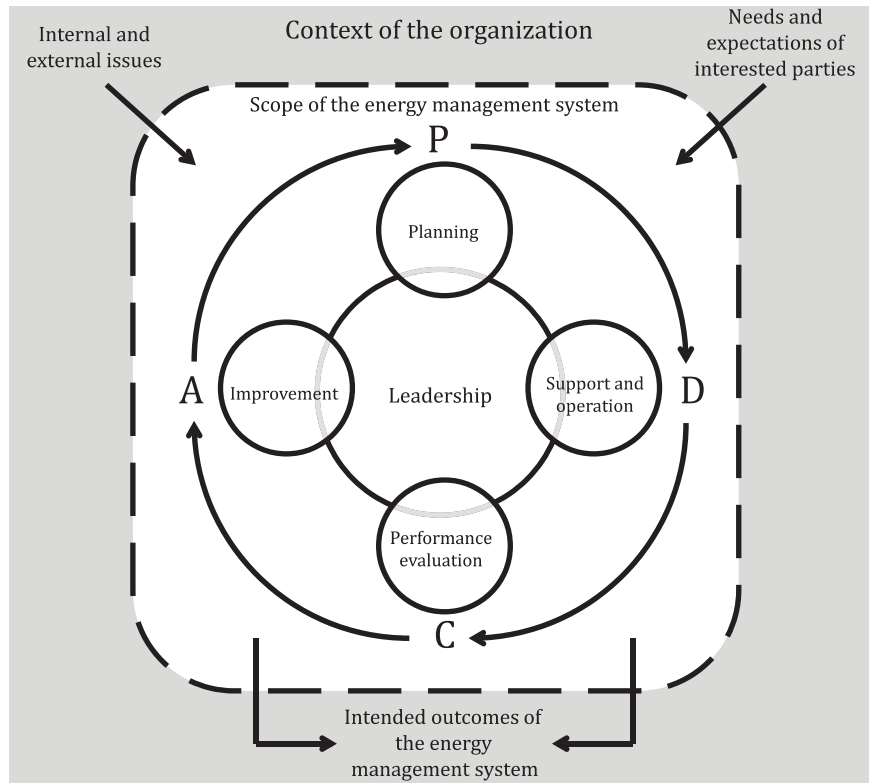 Context of the organization
Internal and
external issues
Needs and
expectations of
interested parties
Scope of the energy management system
P
Planning
A
Improvement
Leadership
Support and
operation
D
Performance
evaluation
C
Intended outcomes of
the energy
management system